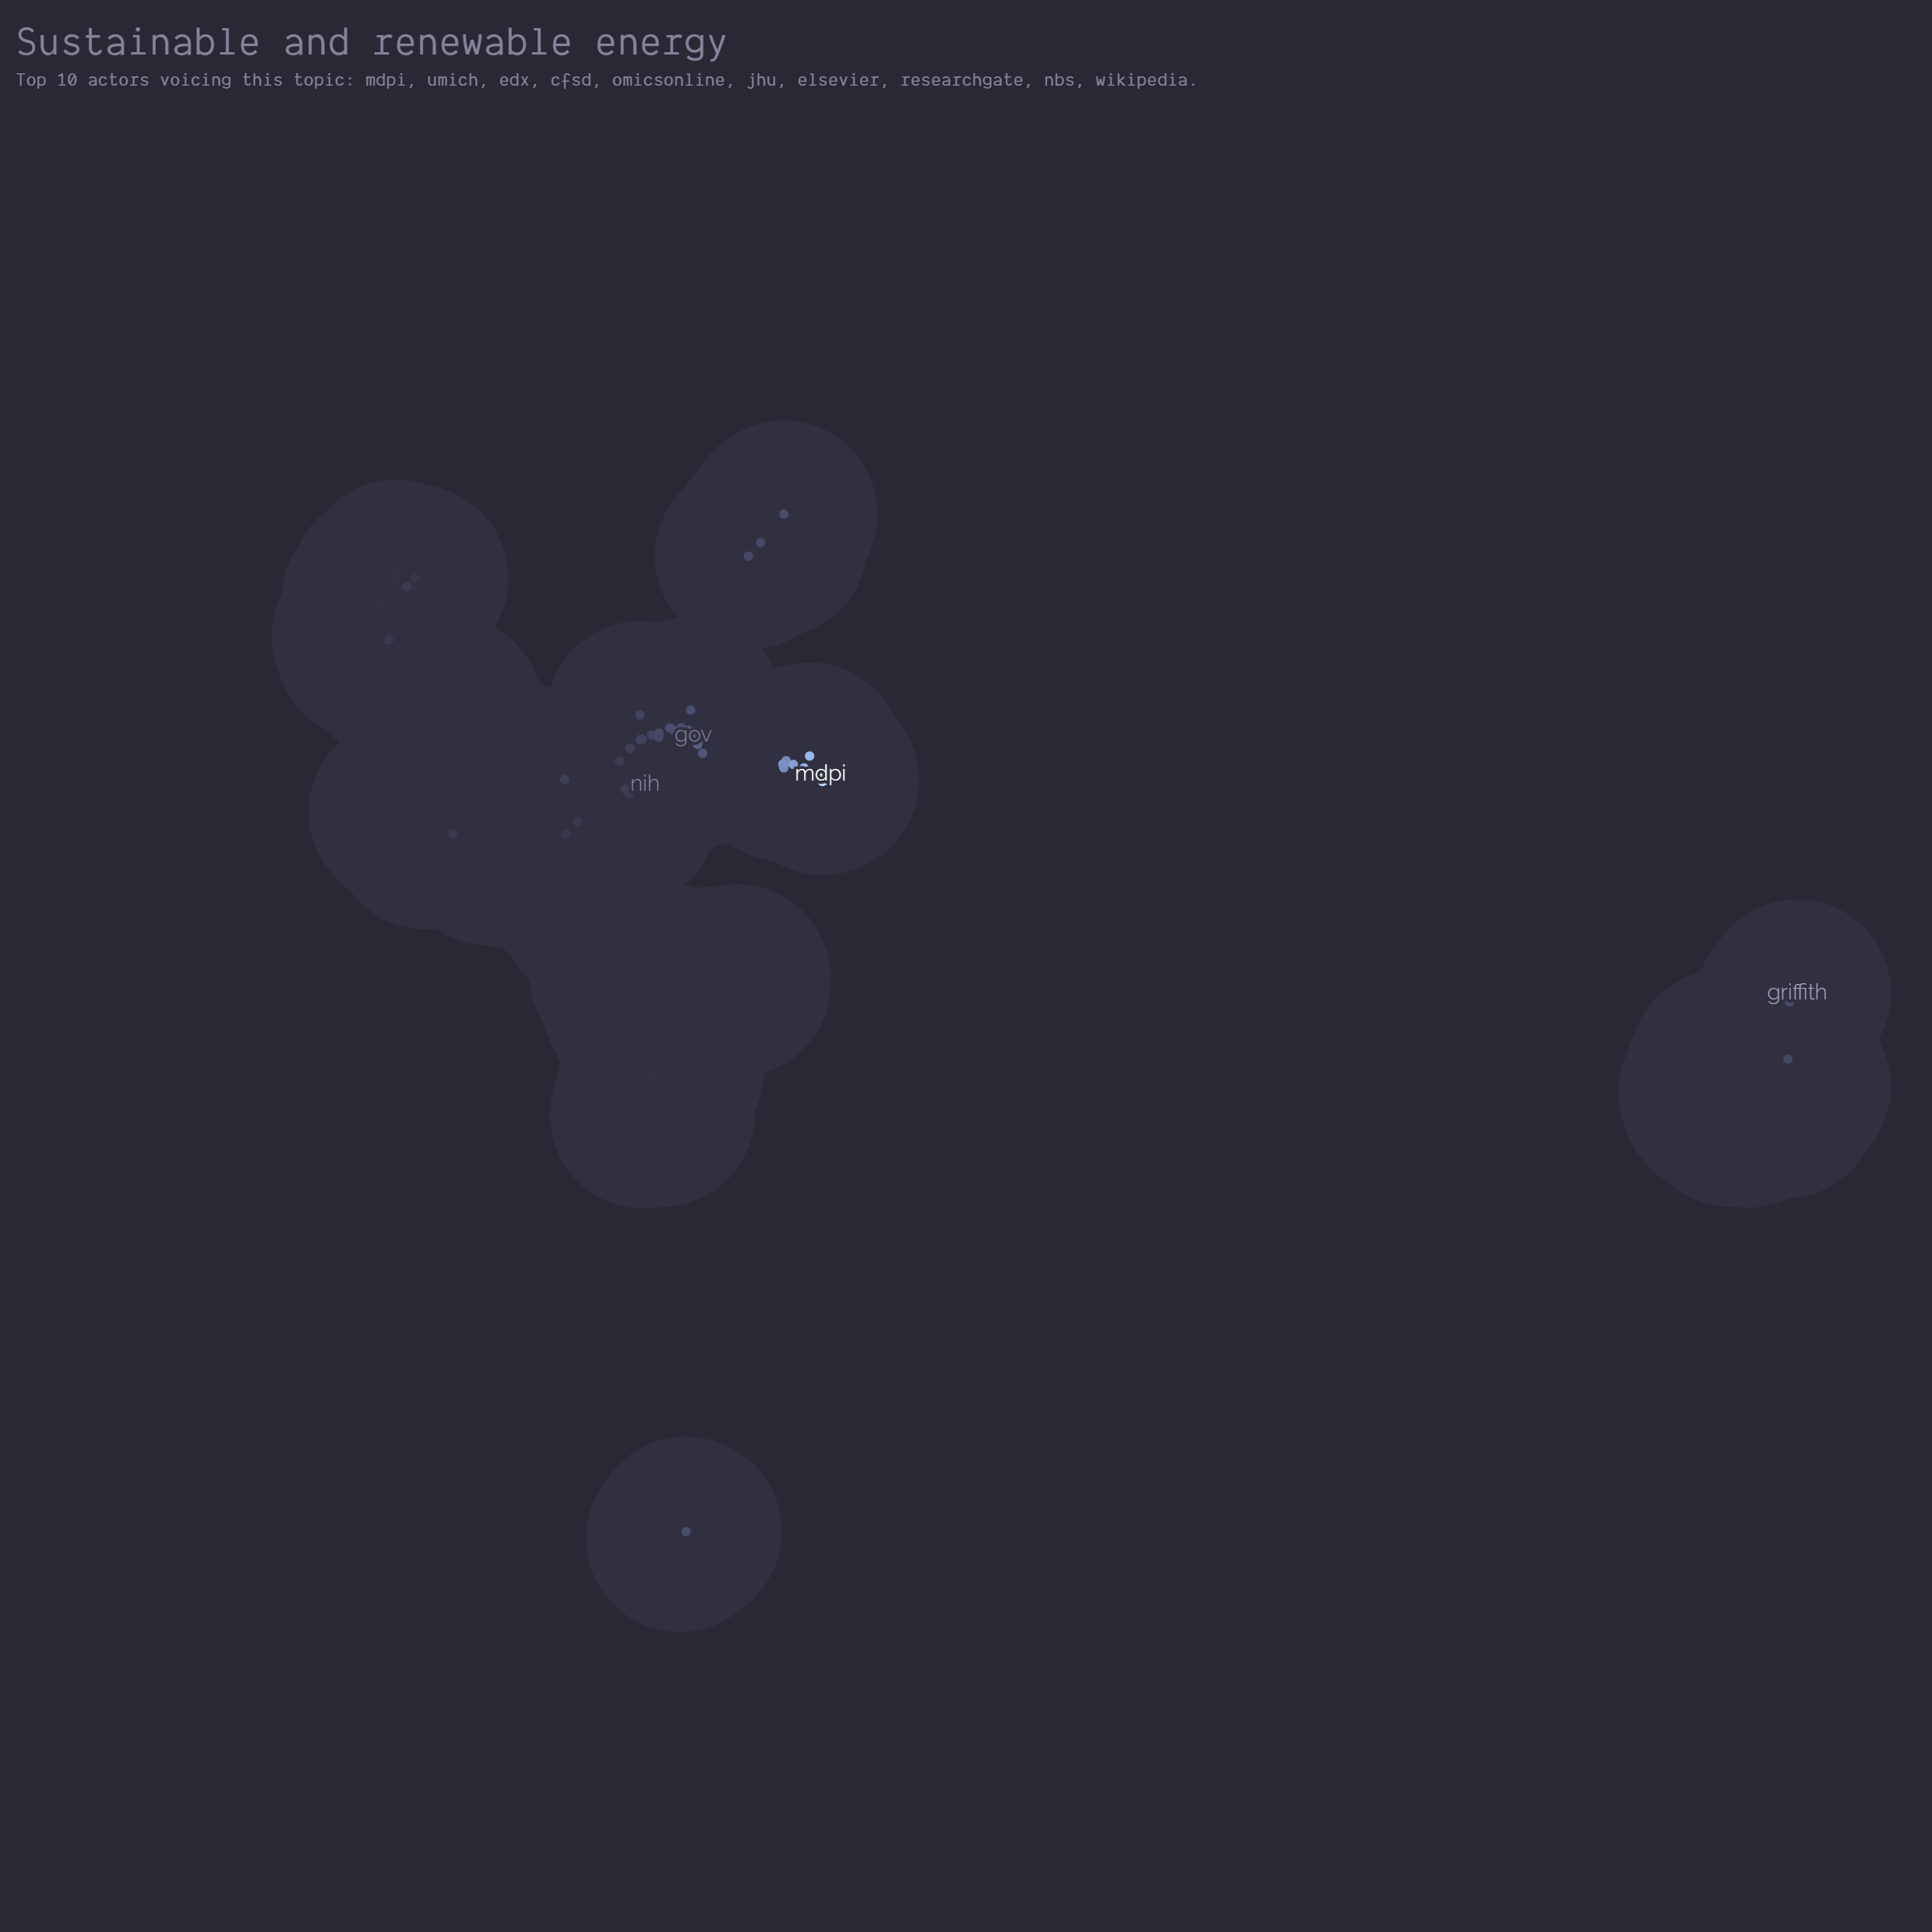 Sustainable and renewable energy
Top 10 actors voicing this topic: mdpi, umich, edx, cfsd, omicsonline, jhu, elsevier, researchgate, nbs, wikipedia.
gov
mdpi
nih
griffith